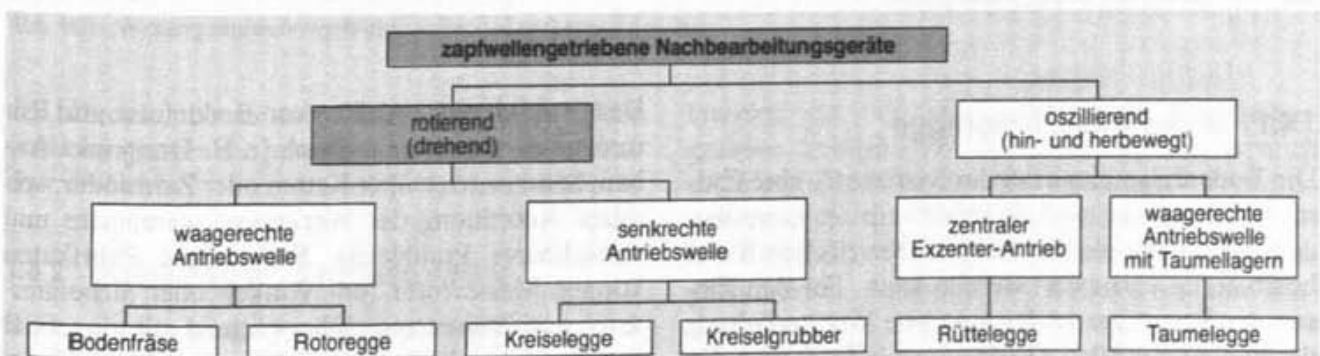 zapfwellengetriebene Nachbearbeitungsgeräte
rotierend
(drehend)
oszillierend
(hin- und herbewegt)
waagerechte
Antriebswelle
senkrechte
Antriebswelle
zentraler
Exzenter-Antrieb
waagerechte
Antriebswelle
mit Taumellagern
Bodenfräse
Rotoregge
Kreiselegge
Kreiselgrubber
Rüttelegge
Taumelegge